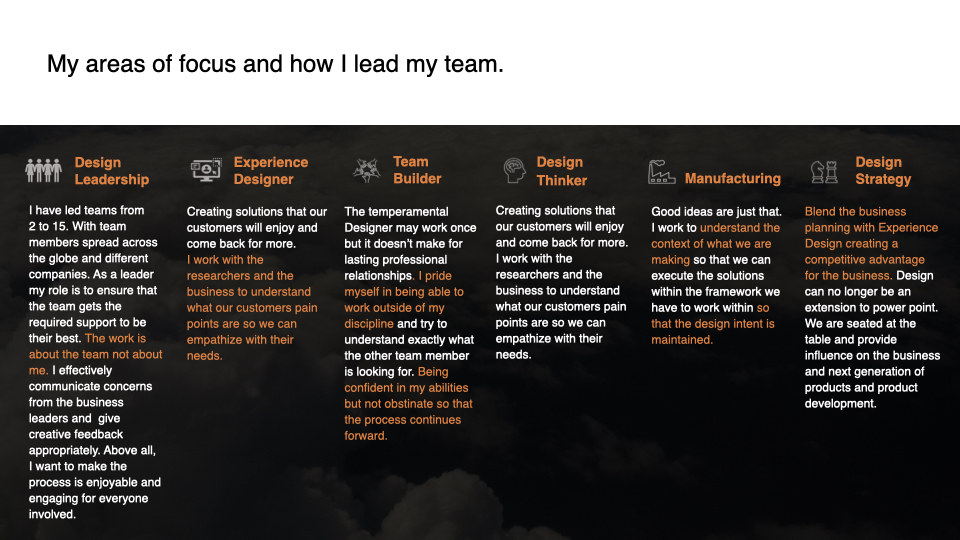 My areas of focus and how I lead my team.
Design
Leadership
I have led teams from
2 to 15. With team
members spread across
the globe and different
companies. As a leader
my role is to ensure that
the team gets the
required support to be
their best. The work is
about the team not about
me. I effectively
communicate concerns
from the business
leaders and  give
creative feedback
appropriately. Above all,
I want to make the
process is enjoyable and
engaging for everyone
involved.
Experience
Designer
Creating solutions that our
customers will enjoy and
come back for more.
I work with the
researchers and the
business to understand
what our customers pain
points are so we can
empathize with their
needs.
Team
Builder
The temperamental
Designer may work once
but it doesn’t make for
lasting professional
relationships. I pride
myself in being able to
work outside of my
discipline and try to
understand exactly what
the other team member
is looking for. Being
confident in my abilities
but not obstinate so that
the process continues
forward.
Design
Thinker
Creating solutions that
our customers will enjoy
and come back for more.
I work with the
researchers and the
business to understand
what our customers pain
points are so we can
empathize with their
needs.
Manufacturing
Good ideas are just that.
I work to understand the
context of what we are
making so that we can
execute the solutions
within the framework we
have to work within so
that the design intent is
maintained.
Design
Strategy
Blend the business
planning with Experience
Design creating a
competitive advantage
for the business. Design
can no longer be an
extension to power point.
We are seated at the
table and provide
influence on the business
and next generation of
products and product
development.